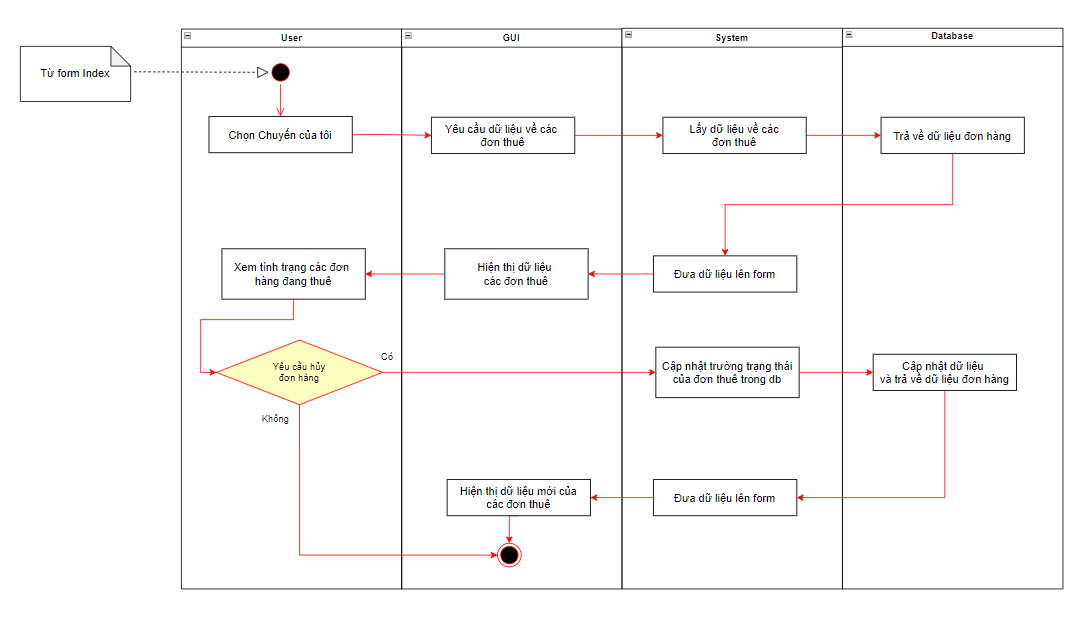 User
GUI
System
Database
Từ form Index
Chọn Chuyến của tôi
Yêu cầu dữ liệu về các
đơn thuê
Lấy dữ liệu về các
đơn thuê
Trả về dữ liệu đơn hàng
Xem tình trạng các đơn
hàng đang thuê
Hiện thị dữ liệu
các đơn thuê
Đưa dữ liệu lên form
Yêu cầu hủy
đơn hàng
Có
Không
Cập nhật trường trạng thái
của đơn thuê trong db
Cập nhật dữ liệu
và trả về dữ liệu đơn hàng
Hiện thị dữ liệu mới của
các đơn thuê
Đưa dữ liệu lên form